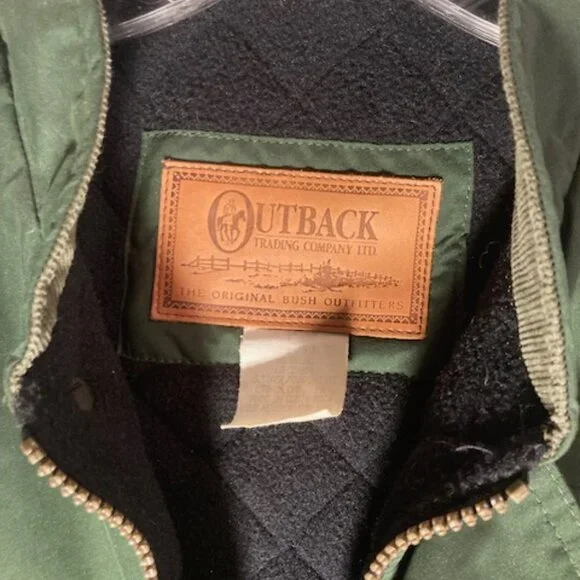 OUTBACK
TRADING COMPANY LTD.
THE ORIGINAL BUSH OUTFITTERS